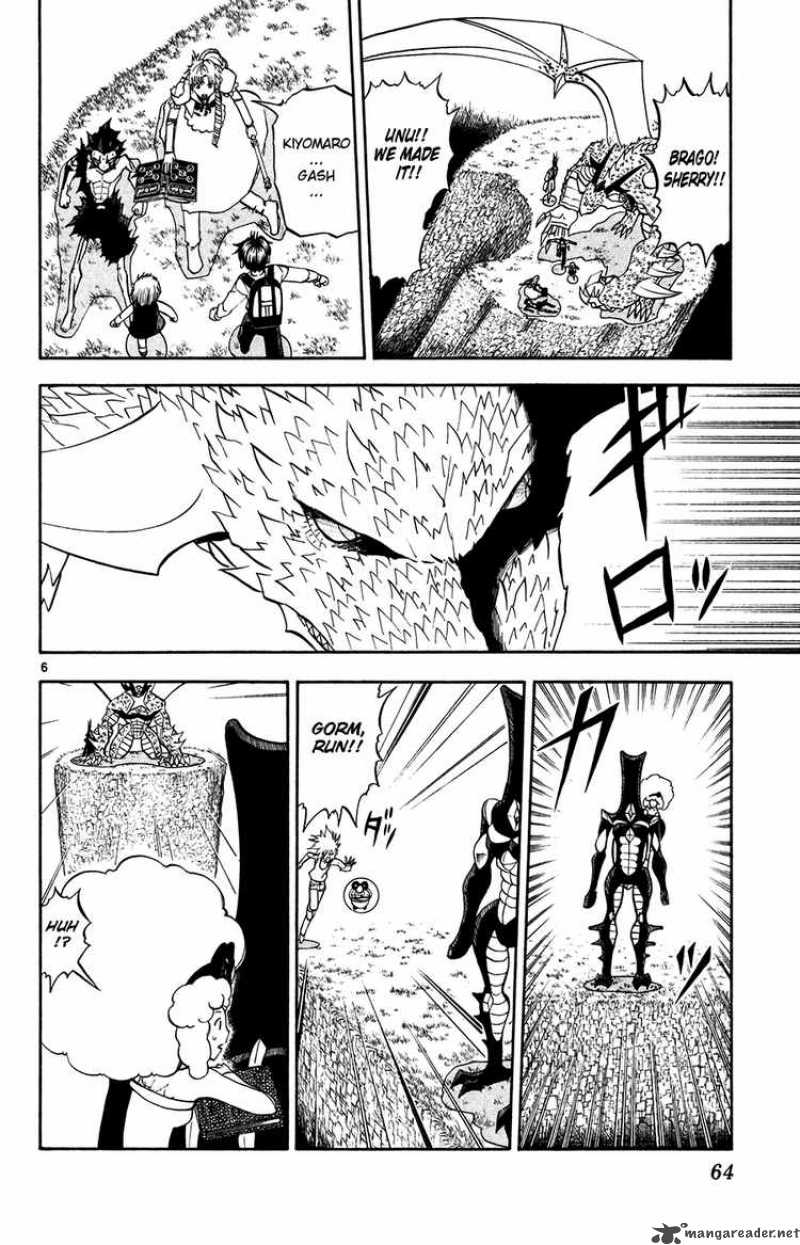 BRAGO!
SHERRY!!
UNU!!
WE MADE
IT!!
KIYOMARO
...
GASH
...
ギロッ
6
カッ
GORM,
RUN!!
ダッ
HUH
!?
64
mangareader.net